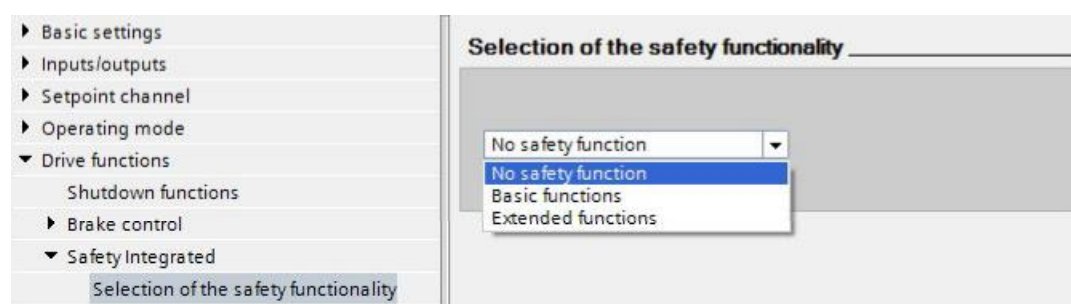 Basic settings
Inputs/outputs
Setpoint channel
Operating mode
Drive functions
Shutdown functions
Brake control
Safety Integrated
Selection of the safety functionality
Selection of the safety functionality
No safety function
No safety function
Basic functions
Extended functions